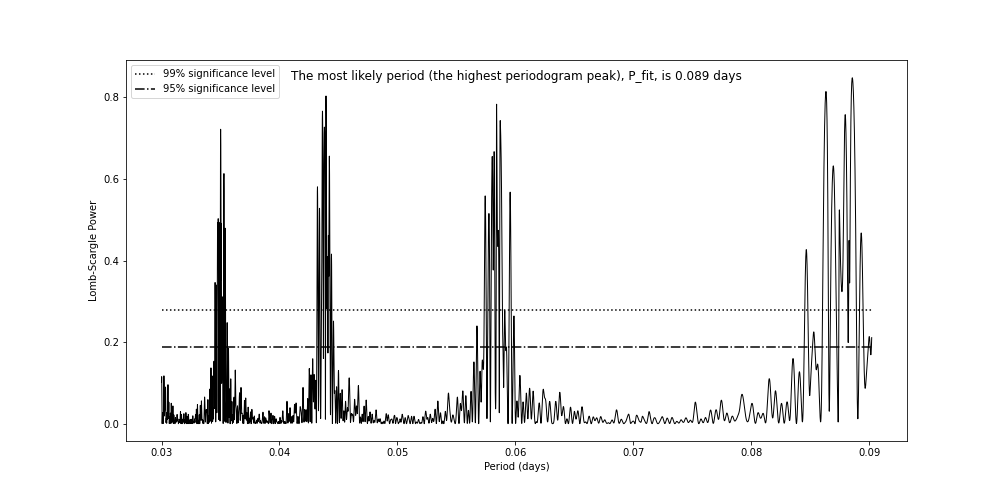 The most likely period (the highest periodogram peak), P_fit, is 0.089 days
99% significance level
95% significance level
0.8
0.6
0.4
0.2
0.0
Lomb-Scargle Power
0.03 0.04 0.05 0.06 0.07 0.08 0.09
Period (days)